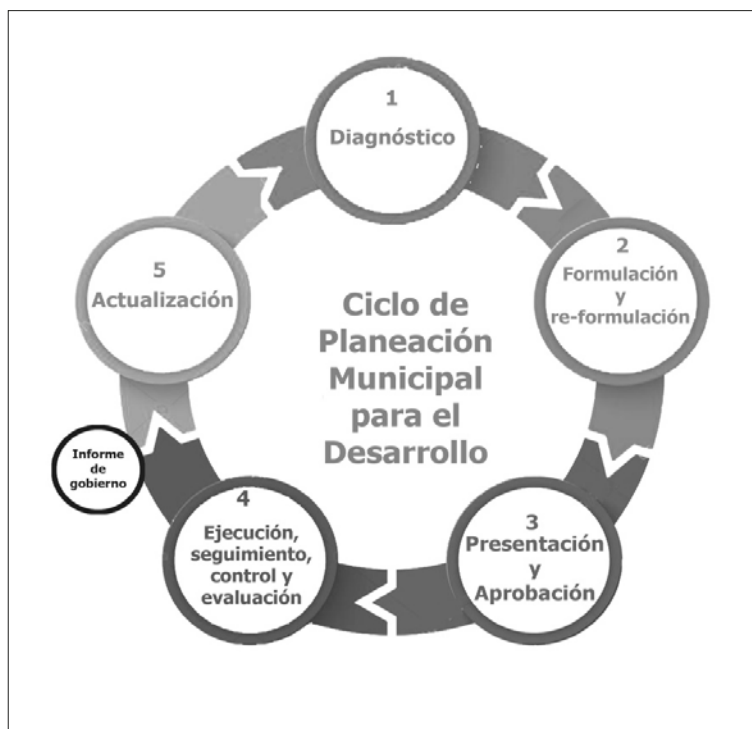 1
Diagnóstico
2
Formulación
y
re-formulación
3
Presentación
y
Aprobación
4
Ejecución,
seguimiento,
control y
evaluación
Informe
de
gobierno
5
Actualización
Ciclo de
Planeación
Municipal
para el
Desarrollo